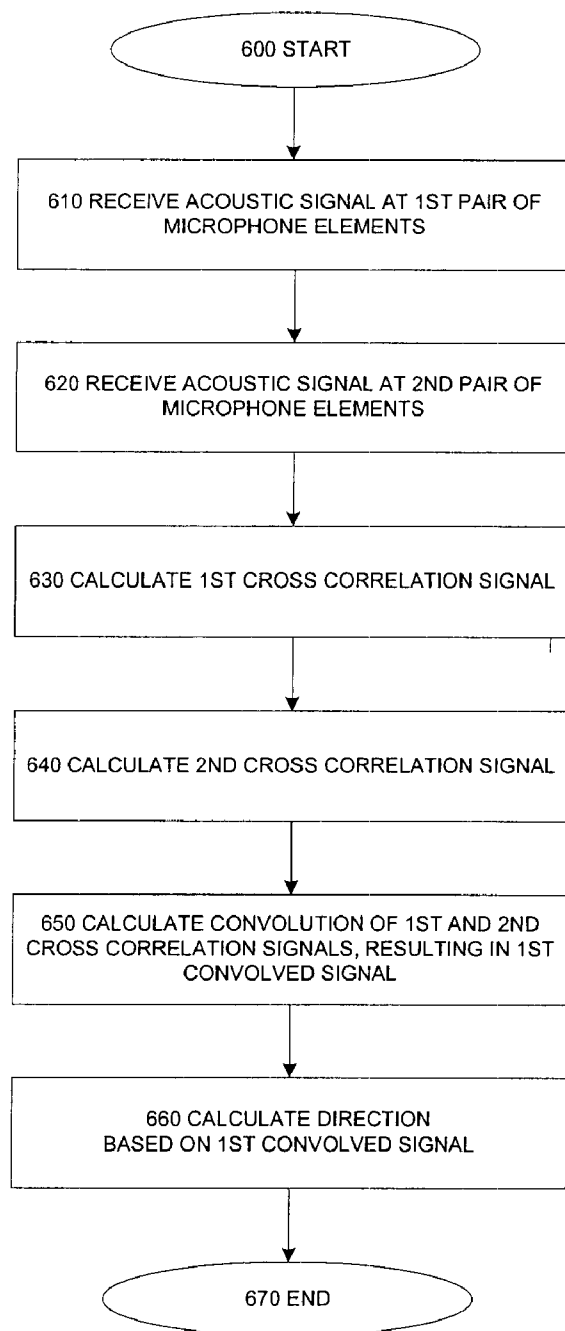 600 START
610 RECEIVE ACOUSTIC SIGNAL AT 1ST PAIR OF
MICROPHONE ELEMENTS
620 RECEIVE ACOUSTIC SIGNAL AT 2ND PAIR OF
MICROPHONE ELEMENTS
630 CALCULATE 1ST CROSS CORRELATION SIGNAL
640 CALCULATE 2ND CROSS CORRELATION SIGNAL
650 CALCULATE CONVOLUTION OF 1ST AND 2ND
CROSS CORRELATION SIGNALS, RESULTING IN 1ST
CONVOLVED SIGNAL
660 CALCULATE DIRECTION
BASED ON 1ST CONVOLVED SIGNAL
670 END